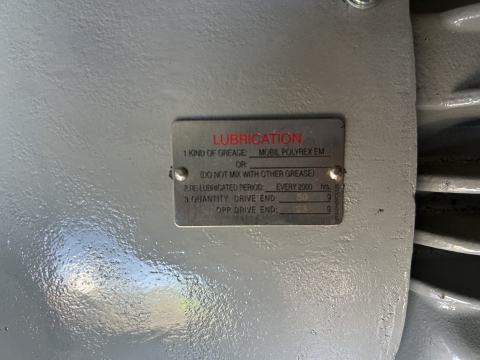 LUBRICATION
1.KIND OF GREASE: MOBIL POLYREX EM
OR:
(DO NOT MIX WITH OTHER GREASE)
2.RE-LUBRICATED PERIOD: EVERY 2000 hrs.
3.QUANTITY DRIVE END: g
OPP.DRIVE END: g